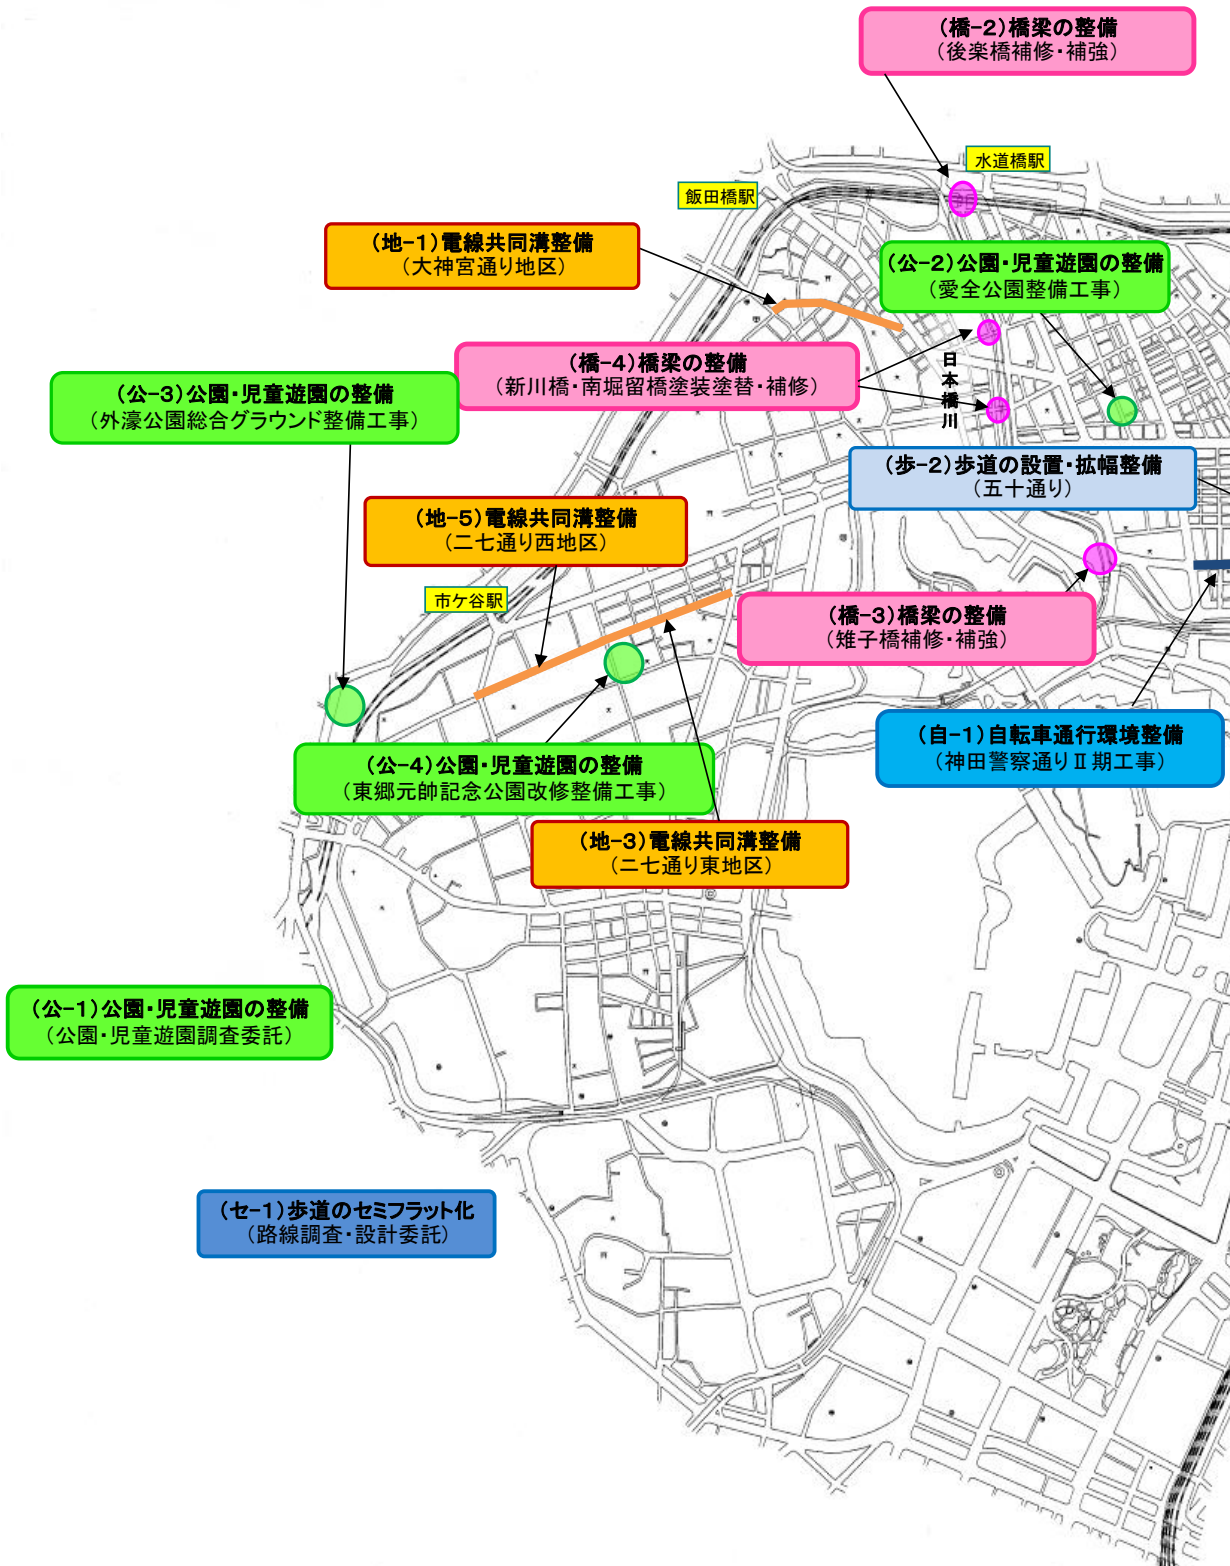 (橋-2)橋梁の整備
(後楽橋補修・補強)
水道橋駅
飯田橋駅
(地-1)電線共同溝整備
(大神宮通り地区)
(公-2)公園・児童遊園の整備
(愛全公園整備工事)
(橋-4)橋梁の整備
(新川橋・南堀留橋塗装塗替・補修)
日本橋川
(公-3)公園・児童遊園の整備
(外濠公園総合グラウンド整備工事)
(歩-2)歩道の設置・拡幅整備
(五十通り)
(地-5)電線共同溝整備
(二七通り西地区)
市ケ谷駅
(橋-3)橋梁の整備
(雉子橋補修・補強)
(自-1)自転車通行環境整備
(神田警察通りⅡ期工事)
(公-4)公園・児童遊園の整備
(東郷元帥記念公園改修整備工事)
(地-3)電線共同溝整備
(二七通り東地区)
(公-1)公園・児童遊園の整備
(公園・児童遊園調査委託)
(セ-1)歩道のセミフラット化
(路線調査・設計委託)